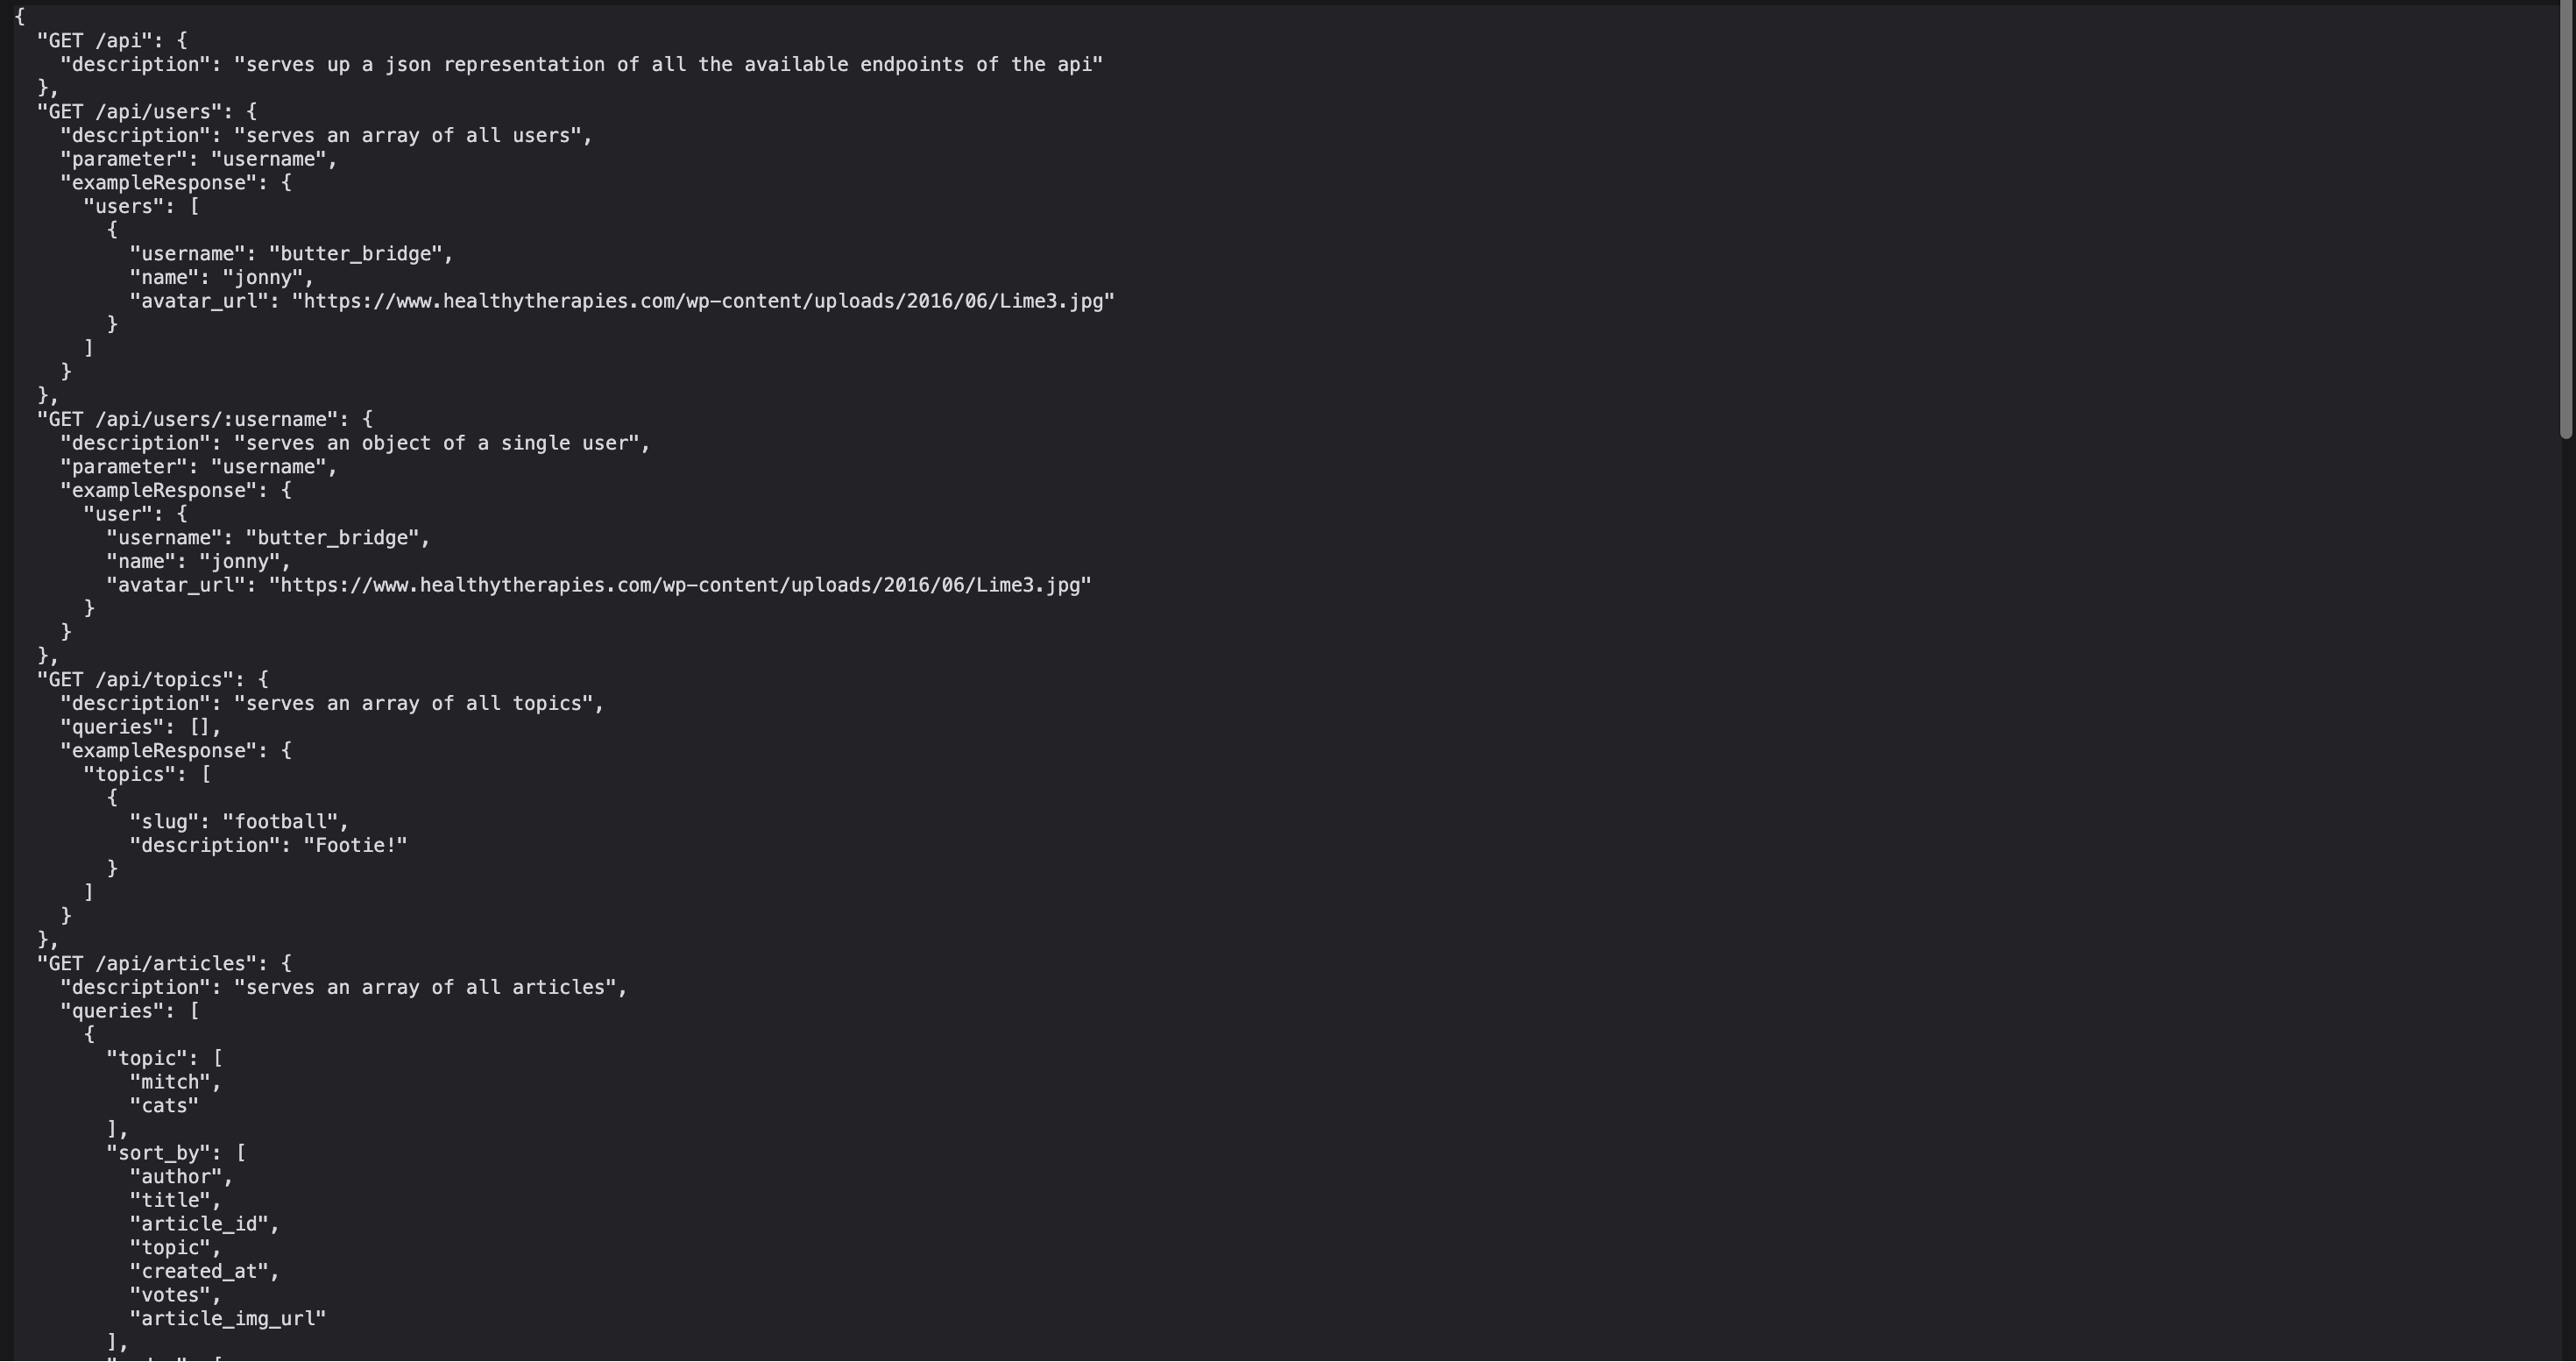 {
  "GET /api": {
    "description": "serves up a json representation of all the available endpoints of the api"
  },
  "GET /api/users": {
    "description": "serves an array of all users",
    "parameter": "username",
    "exampleResponse": {
      "users": [
        {
          "username": "butter_bridge",
          "name": "jonny",
          "avatar_url": "https://www.healthytherapies.com/wp-content/uploads/2016/06/Lime3.jpg"
        }
      ]
    }
  },
  "GET /api/users/:username": {
    "description": "serves an object of a single user",
    "parameter": "username",
    "exampleResponse": {
      "user": {
        "username": "butter_bridge",
        "name": "jonny",
        "avatar_url": "https://www.healthytherapies.com/wp-content/uploads/2016/06/Lime3.jpg"
      }
    }
  },
  "GET /api/topics": {
    "description": "serves an array of all topics",
    "queries": [],
    "exampleResponse": {
      "topics": [
        {
          "slug": "football",
          "description": "Footie!"
        }
      ]
    }
  },
  "GET /api/articles": {
    "description": "serves an array of all articles",
    "queries": [
      {
        "topic": [
          "mitch",
          "cats"
        ],
        "sort_by": [
          "author",
          "title",
          "article_id",
          "topic",
          "created_at",
          "votes",
          "article_img_url"
        ],